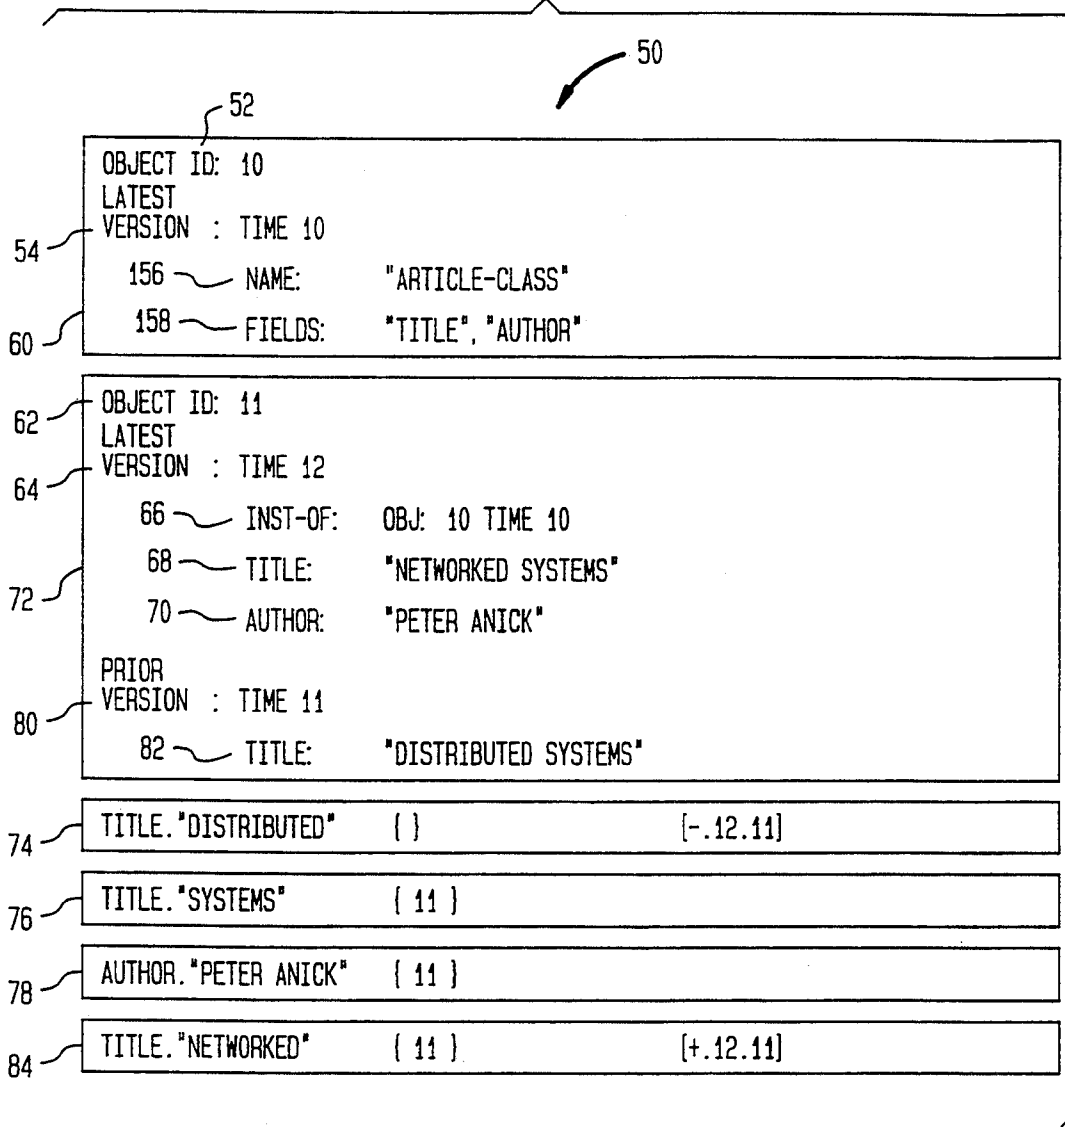 50
52
OBJECT ID: 10
LATEST
54 VERSION : TIME 10
156 NAME: "ARTICLE-CLASS"
60 158 FIELDS: "TITLE", "AUTHOR"
62 OBJECT ID: 11
LATEST
64 VERSION : TIME 12
66 INST-OF: OBJ: 10 TIME 10
68 TITLE: "NETWORKED SYSTEMS"
72 70 AUTHOR: "PETER ANICK"
PRIOR
80 VERSION : TIME 11
82 TITLE: "DISTRIBUTED SYSTEMS"
74 TITLE."DISTRIBUTED" { } [-.12.11]
76 TITLE."SYSTEMS" { 11 }
78 AUTHOR."PETER ANICK" { 11 }
84 TITLE."NETWORKED" { 11 } [+.12.11]